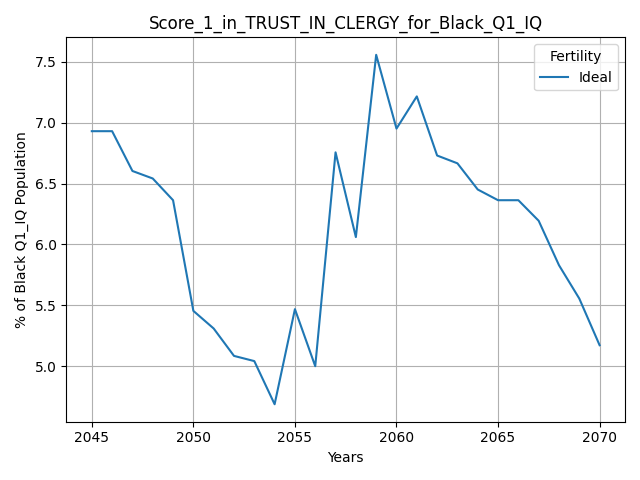 Score_1_in_TRUST_IN_CLERGY_for_Black_Q1_IQ
Fertility
Ideal
% of Black Q1_IQ Population
7.5
7.0
6.5
6.0
5.5
5.0
2045 2050 2055 2060 2065 2070
Years